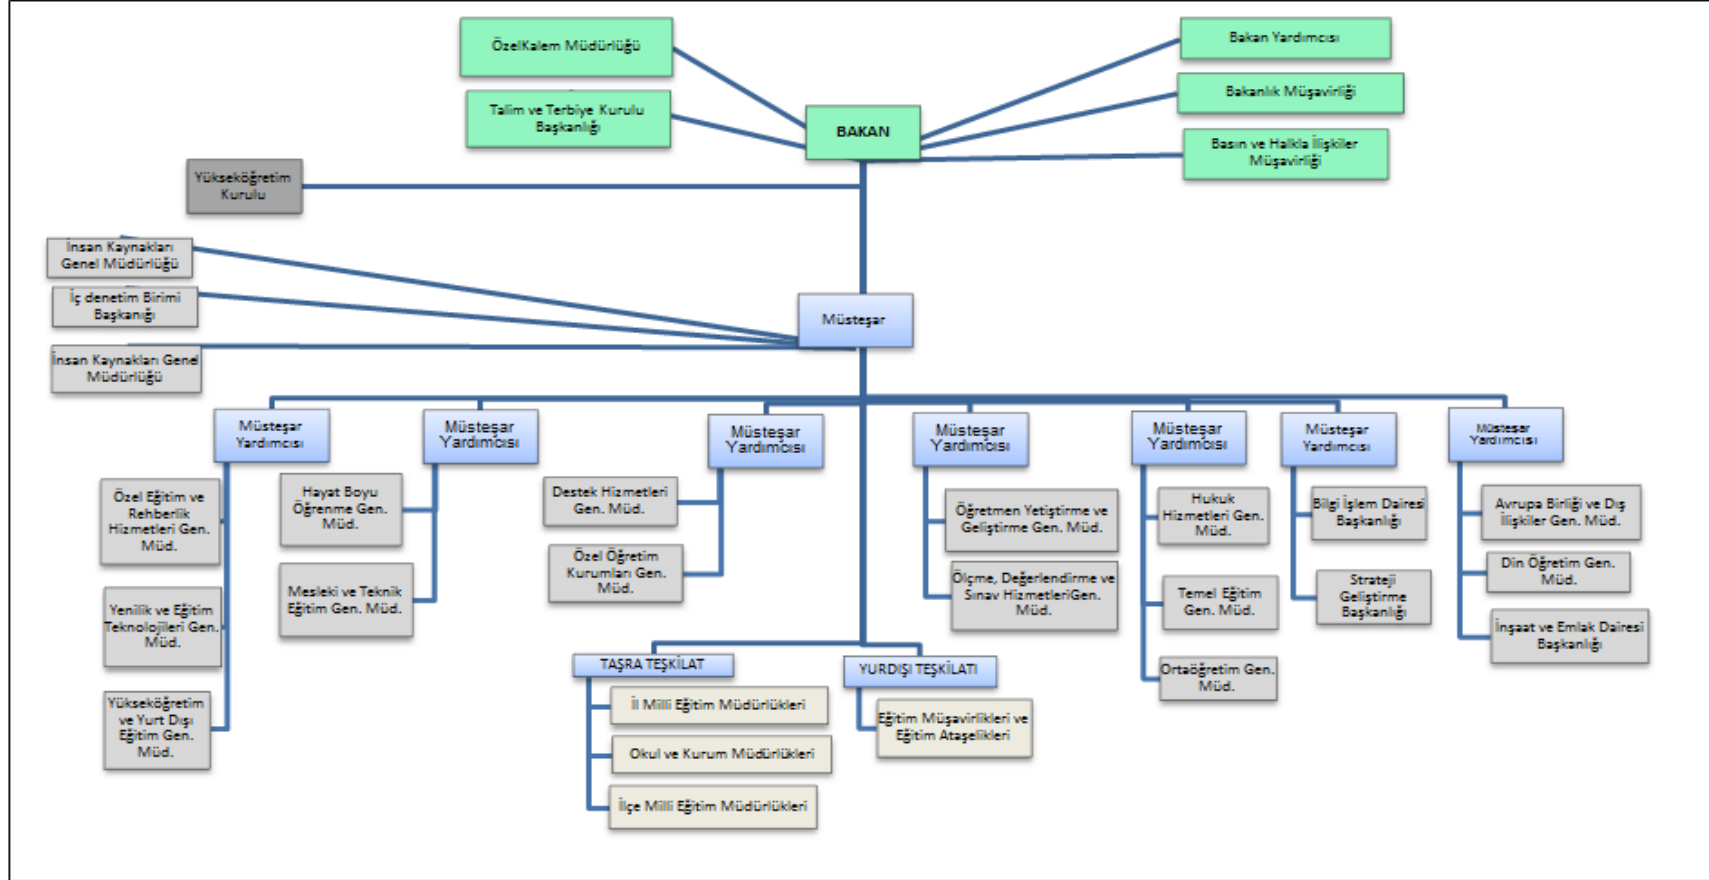 ÖzelKalem Müdürlüğü
Talim ve Terbiye Kurulu
Başkanlığı
BAKAN
Bakan Yardımcısı
Bakanlık Müşavirliği
Basın ve Halkla İlişkiler
Müşavirliği
Yükseköğretim
Kurulu
İnsan Kaynakları
Genel Müdürlüğü
İç denetim Birimi
Başkanığı
İnsan Kaynakları Genel
Müdürlüğü
Müsteşar
Müsteşar
Yardımcısı
Özel Eğitim ve
Rehberlik
Hizmetleri Gen.
Müd.
Yenilik ve Eğitim
Teknolojileri Gen.
Müd.
Yükseköğretim
ve Yurt Dışı
Eğitim Gen.
Müd.
Müsteşar
Yardımcısı
Hayat Boyu
Öğrenme Gen.
Müd.
Mesleki ve Teknik
Eğitim Gen. Müd.
Müsteşar
Yardımcısı
Destek Hizmetleri
Gen. Müd.
Özel Öğretim
Kurumları Gen.
Müd.
Müsteşar
Yardımcısı
Öğretmen Yetiştirme ve
Geliştirme Gen. Müd.
Ölçme, Değerlendirme ve
Sınav HizmetleriGen.
Müd.
Müsteşar
Yardımcısı
Hukuk
Hizmetleri Gen.
Müd.
Temel Eğitim
Gen. Müd.
Ortaöğretim Gen.
Müd.
Müsteşar
Yardımcısı
Bilgi İşlem Dairesi
Başkanlığı
Strateji
Geliştirme
Başkanlığı
Müsteşar
Yardımcısı
Avrupa Birliği ve Dış
İlişkiler Gen. Müd.
Din Öğretim Gen.
Müd.
İnşaat ve Emlak Dairesi
Başkanlığı
TAŞRA TEŞKİLAT
İl Milli Eğitim Müdürlükleri
Okul ve Kurum Müdürlükleri
İlçe Milli Eğitim Müdürlükleri
YURDIŞI TEŞKİLATI
Eğitim Müşavirlikleri ve
Eğitim Ataşelikleri